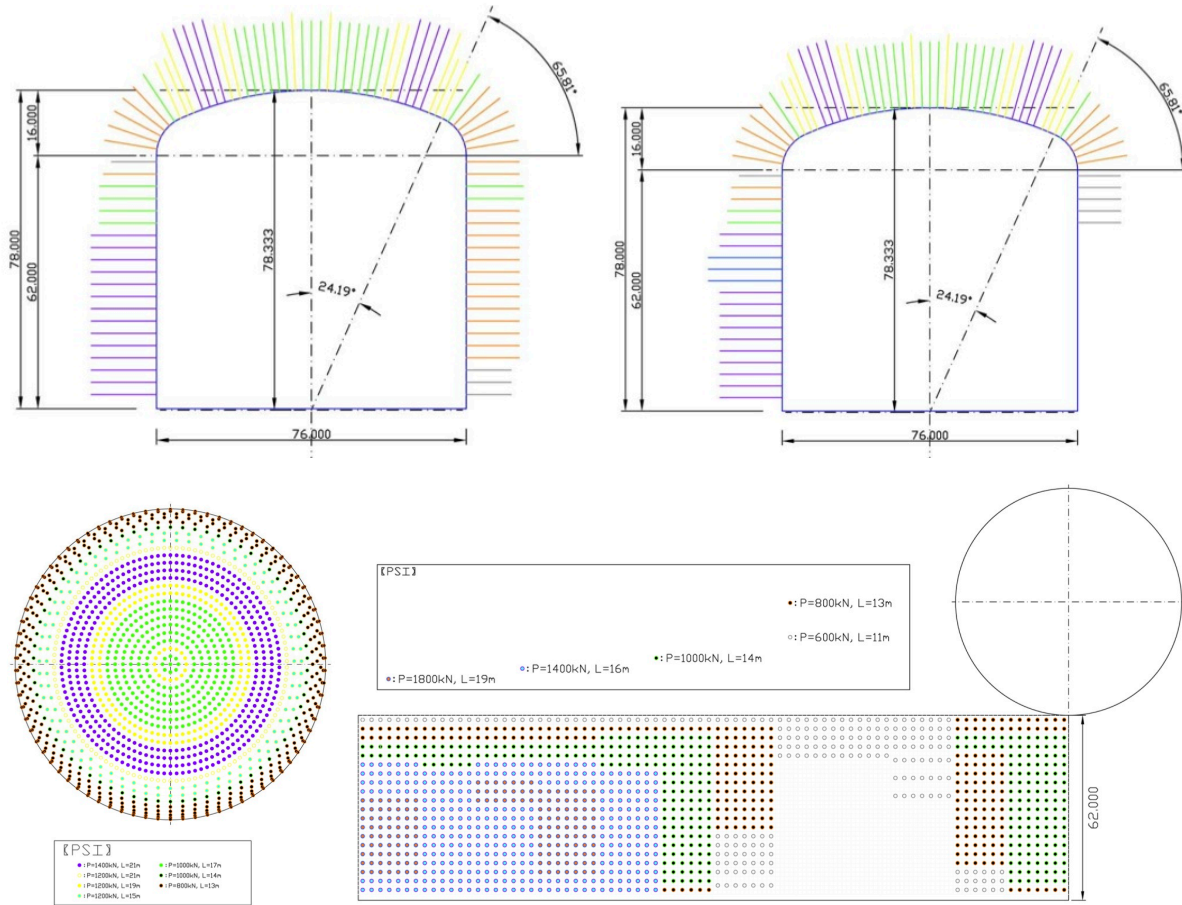 65.81°
16.000
78.000
62.000
78.333
24.19°
76.000
65.81°
16.000
78.000
62.000
78.333
24.19°
76.000
[PSI]
: P=800kN, L=13m
: P=600kN, L=11m
: P=1000kN, L=14m
: P=1400kN, L=16m
: P=1800kN, L=19m
62.000
[PSI]
: P=1400kN, L=21m
: P=1000kN, L=17m
: P=1200kN, L=21m
: P=1000kN, L=14m
: P=1200kN, L=19m
: P=800kN, L=13m
: P=1200kN, L=15m